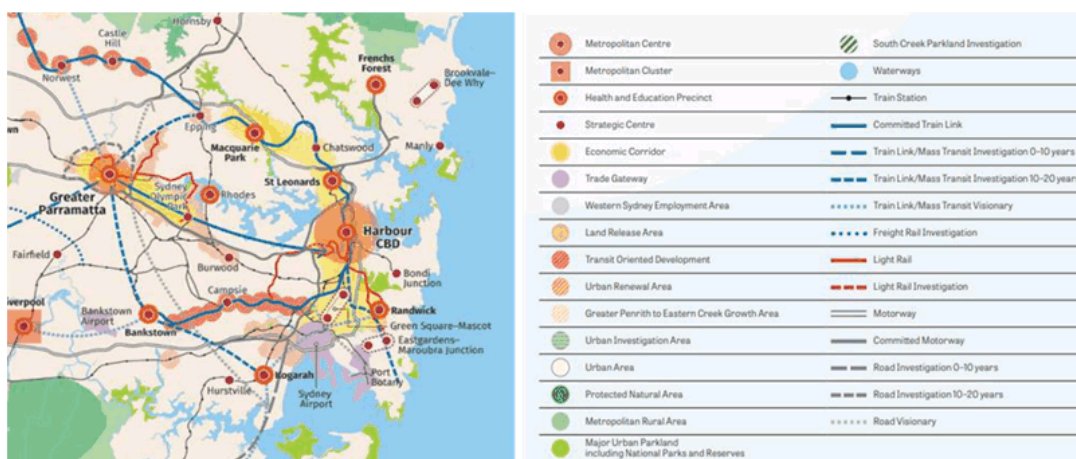 Hornsby
Castle
Hill
Norwest
Frenchs
Forest
Brookvale-
Dee Why
Epping
Macquarie
Park
Chatswood
Manly
Greater
Parramatta
Sydney
Olympic
Park
Rhodes
St Leonards
Harbour
CBD
Fairfield
Burwood
Bondi
Junction
Campsie
Liverpool
Bankstown
Airport
Bankstown
Randwick
Green Square–Mascot
Eastgardens–
Maroubra Junction
Kogarah
Hurstville
Sydney
Airport
Port
Botany
Metropolitan Centre
Metropolitan Cluster
Health and Education Precinct
Strategic Centre
Economic Corridor
Trade Gateway
Western Sydney Employment Area
Land Release Area
Transit Oriented Development
Urban Renewal Area
Greater Penrith to Eastern Creek Growth Area
Urban Investigation Area
Urban Area
Protected Natural Area
Metropolitan Rural Area
Major Urban Parkland
including National Parks and Reserves
South Creek Parkland Investigation
Waterways
Train Station
Committed Train Link
Train Link/Mass Transit Investigation 0–10 years
Train Link/Mass Transit Investigation 10–20 years
Train Link/Mass Transit Visionary
Freight Rail Investigation
Light Rail
Light Rail Investigation
Motorway
Committed Motorway
Road Investigation 0–10 years
Road Investigation 10–20 years
Road Visionary